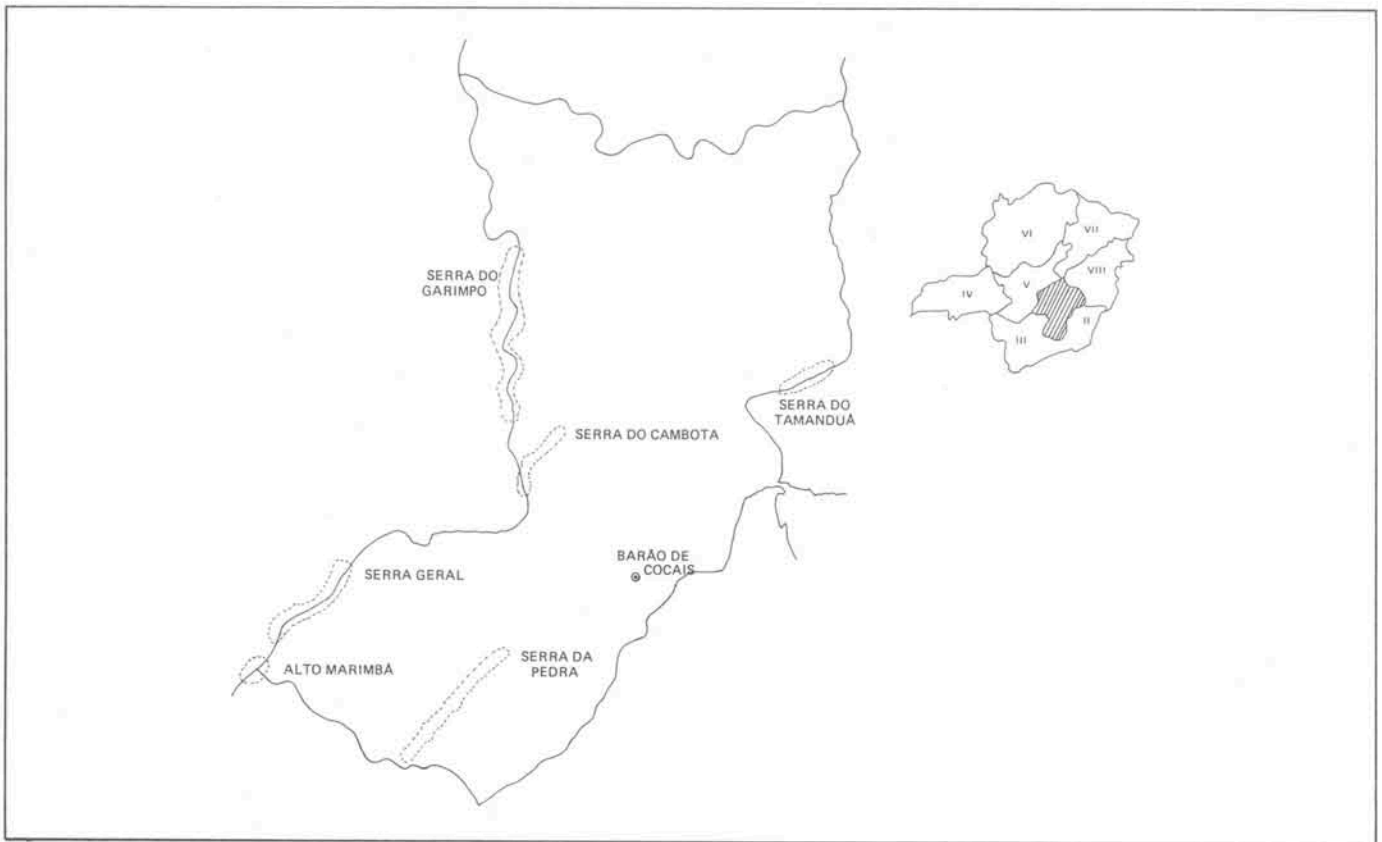 SERRA DO
GARIMPO
SERRA DO CAMBOTA
SERRA DO
TAMANDUÁ
BARÃO DE
COCAIS
SERRA GERAL
ALTO MARIMBÁ
SERRA DA
PEDRA
VI
VII
VIII
V
IV
II
III